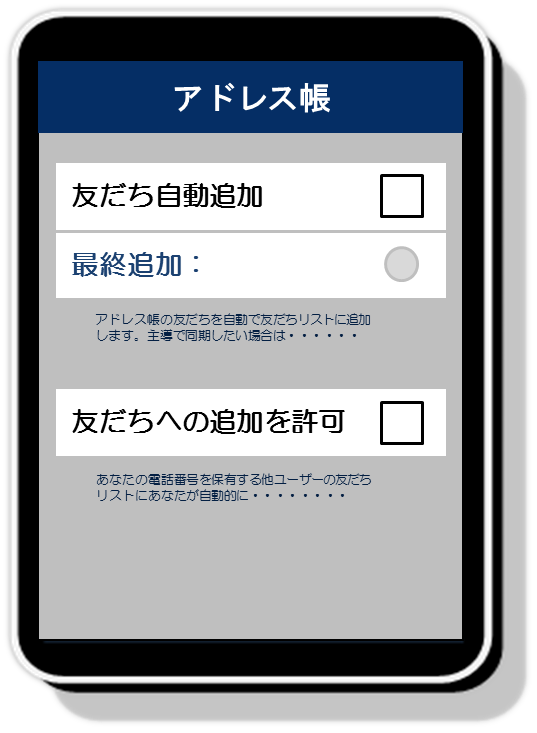 アドレス帳
友だち自動追加
最終追加：
アドレス帳の友だちを自動で友だちリストに追加
します。主導で同期したい場合は・・・・・・
友だちへの追加を許可
あなたの電話番号を保有する他ユーザーの友だち
リストにあなたが自動的に・・・・・・・・